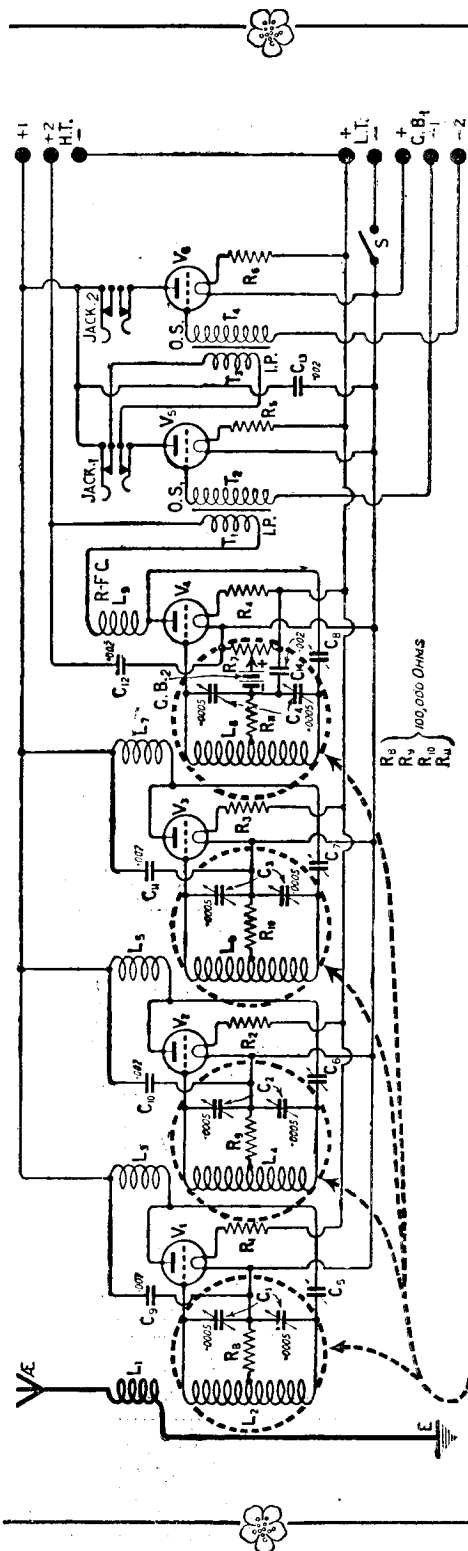 Æ
L1
E
L2
R8
.0005
C1
.0005
C9
V1
R1
C5
L3
L4
R9
.0005
C2
.0005
C10
.002
V2
R2
C6
L5
L6
R10
.0005
C3
.0005
C11
.002
V3
R3
C7
L7
L8
R11
.0005
G.B.2
R7
+
C4
.0005
C14
.002
C12
.002
V4
R4
C8
R-F.C.
L9
T1
I.P.
O.S.
T2
JACK.1
V5
R5
T3
I.P.
O.S.
T4
C13
.002
JACK.2
V6
R6
S
+1
+2
H.T.
-
+
L.T.
-
+
G.B.1
-1
-2
R8
R9
R10
R11
100,000 OHMS